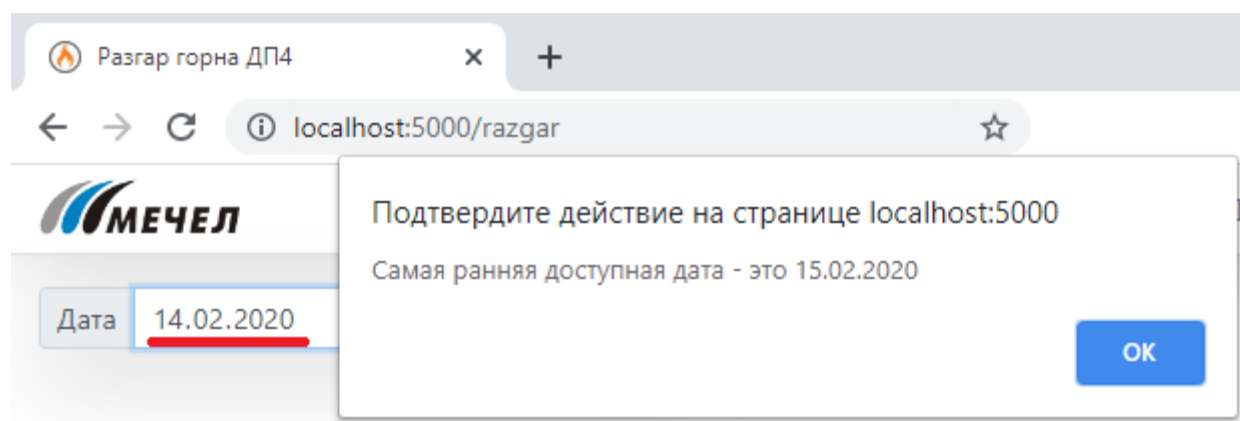 Разгар горна ДП4
localhost:5000/razgar
МЕЧЕЛ
Подтвердите действие на странице localhost:5000
Самая ранняя доступная дата - это 15.02.2020
Дата 14.02.2020
ОК